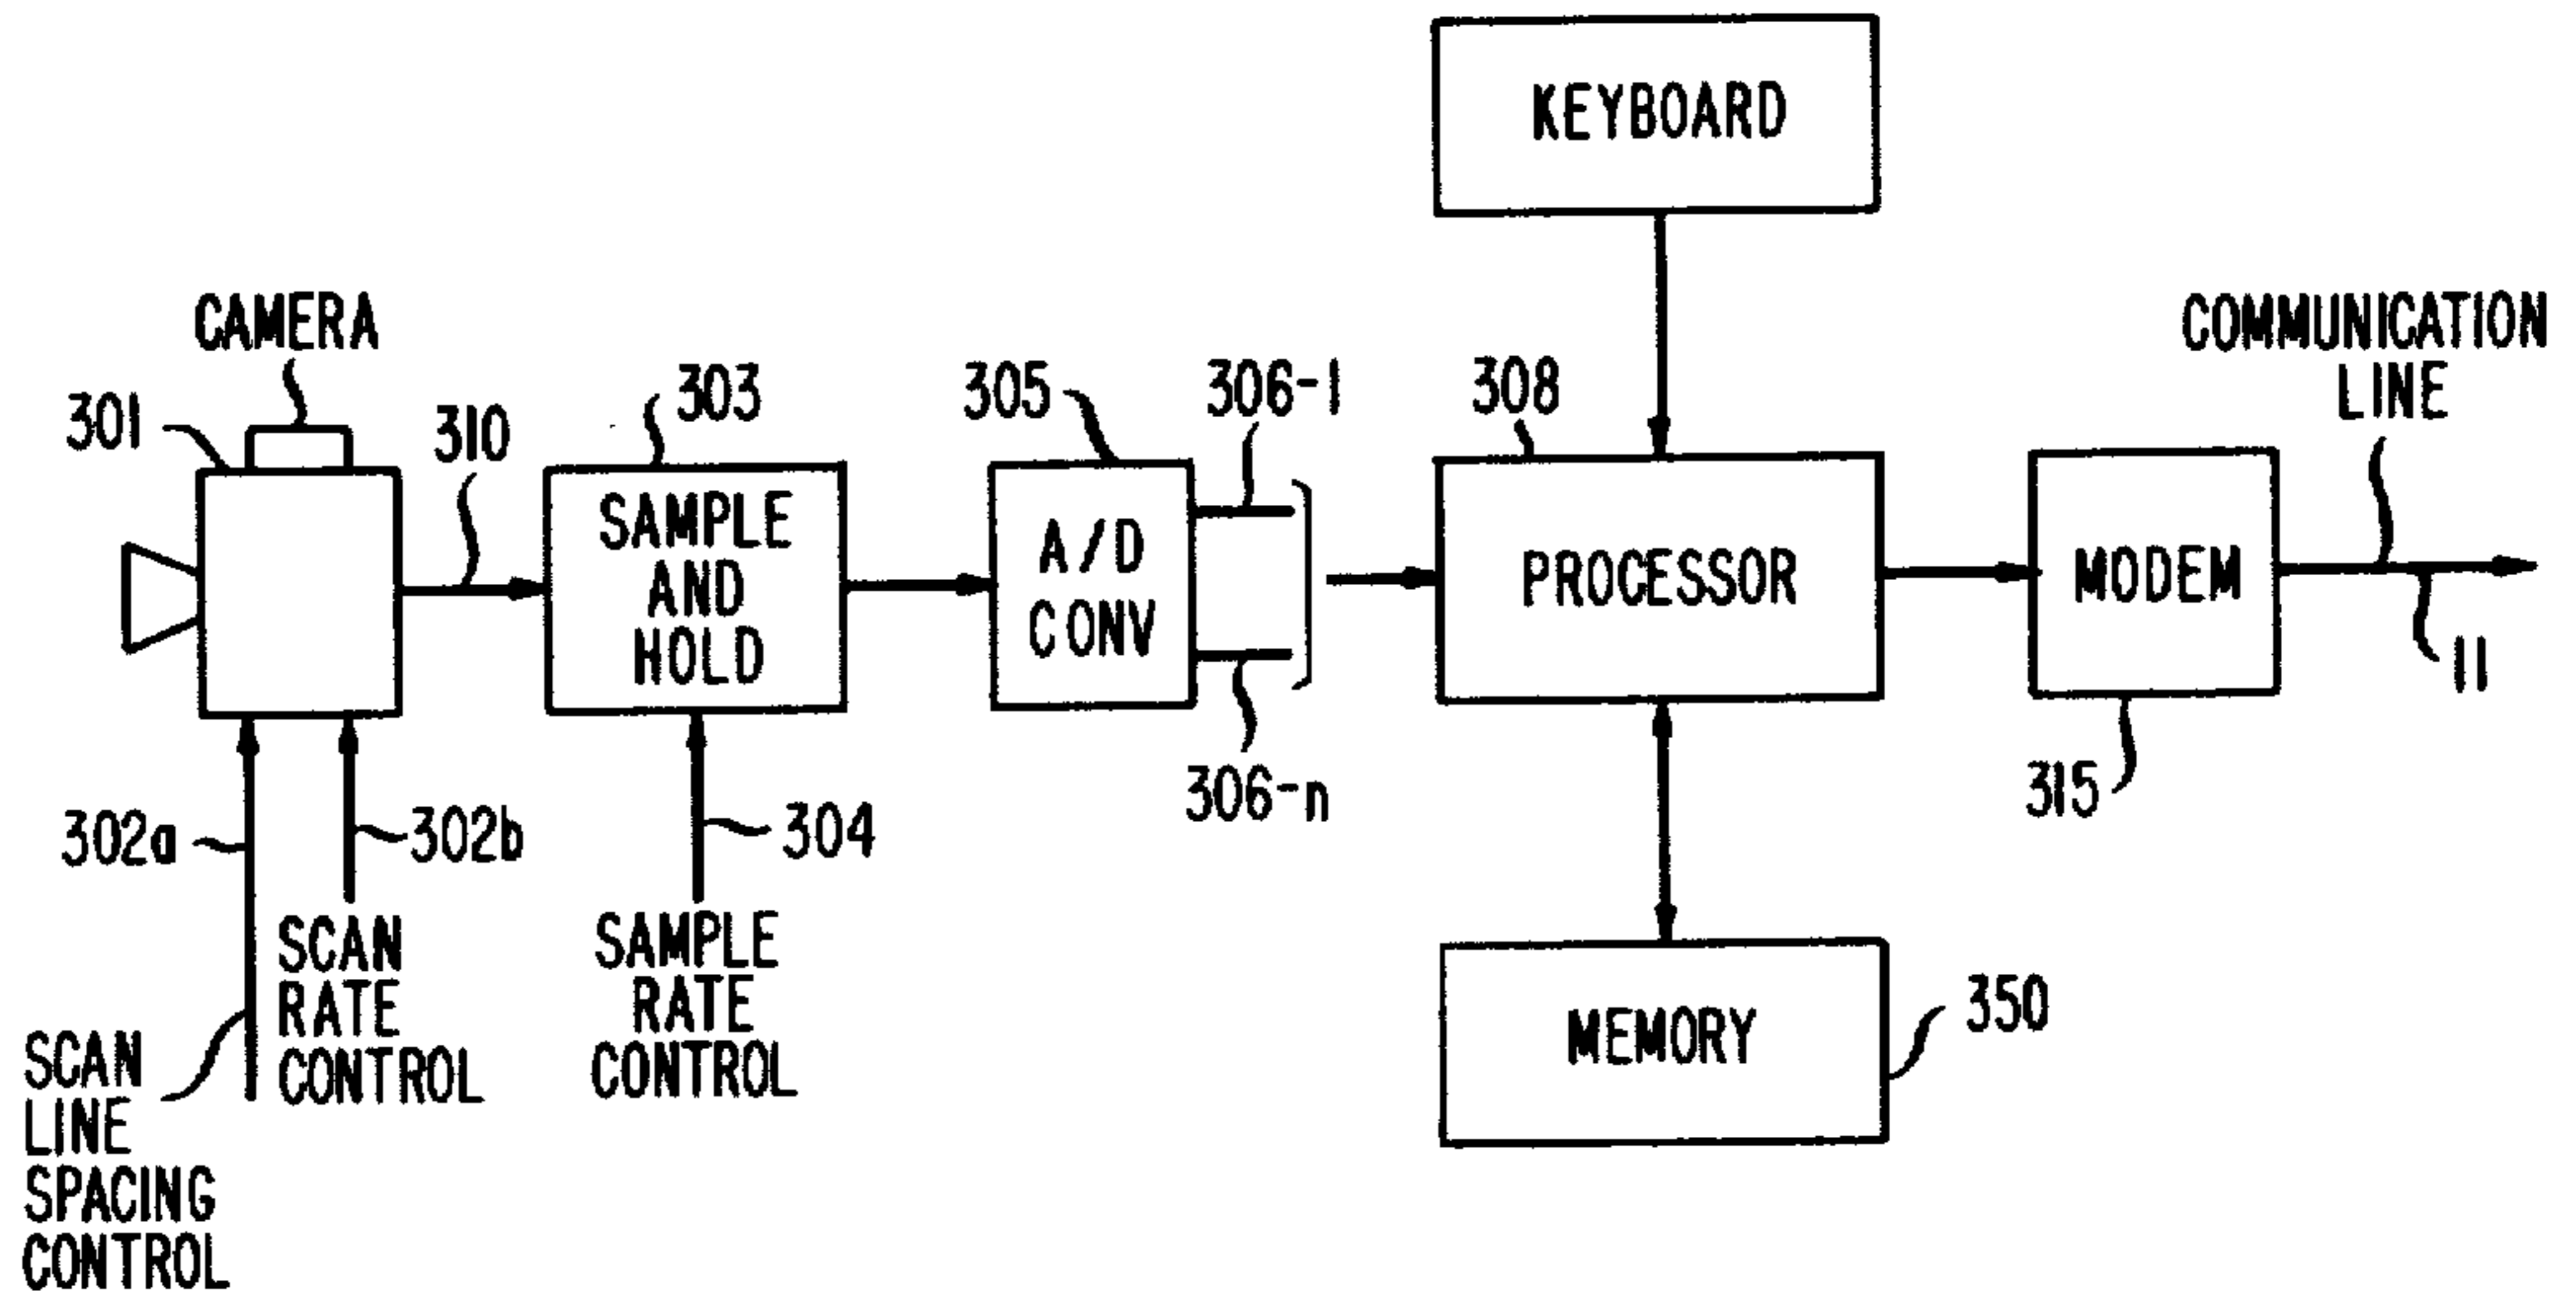 KEYBOARD
CAMERA
301
310
303
SAMPLE
AND
HOLD
305
A/D
CONV
306-1
306-n
308
PROCESSOR
COMMUNICATION
LINE
MODEM
11
315
302a
302b
304
SCAN
RATE
CONTROL
SAMPLE
RATE
CONTROL
SCAN
LINE
SPACING
CONTROL
MEMORY
350